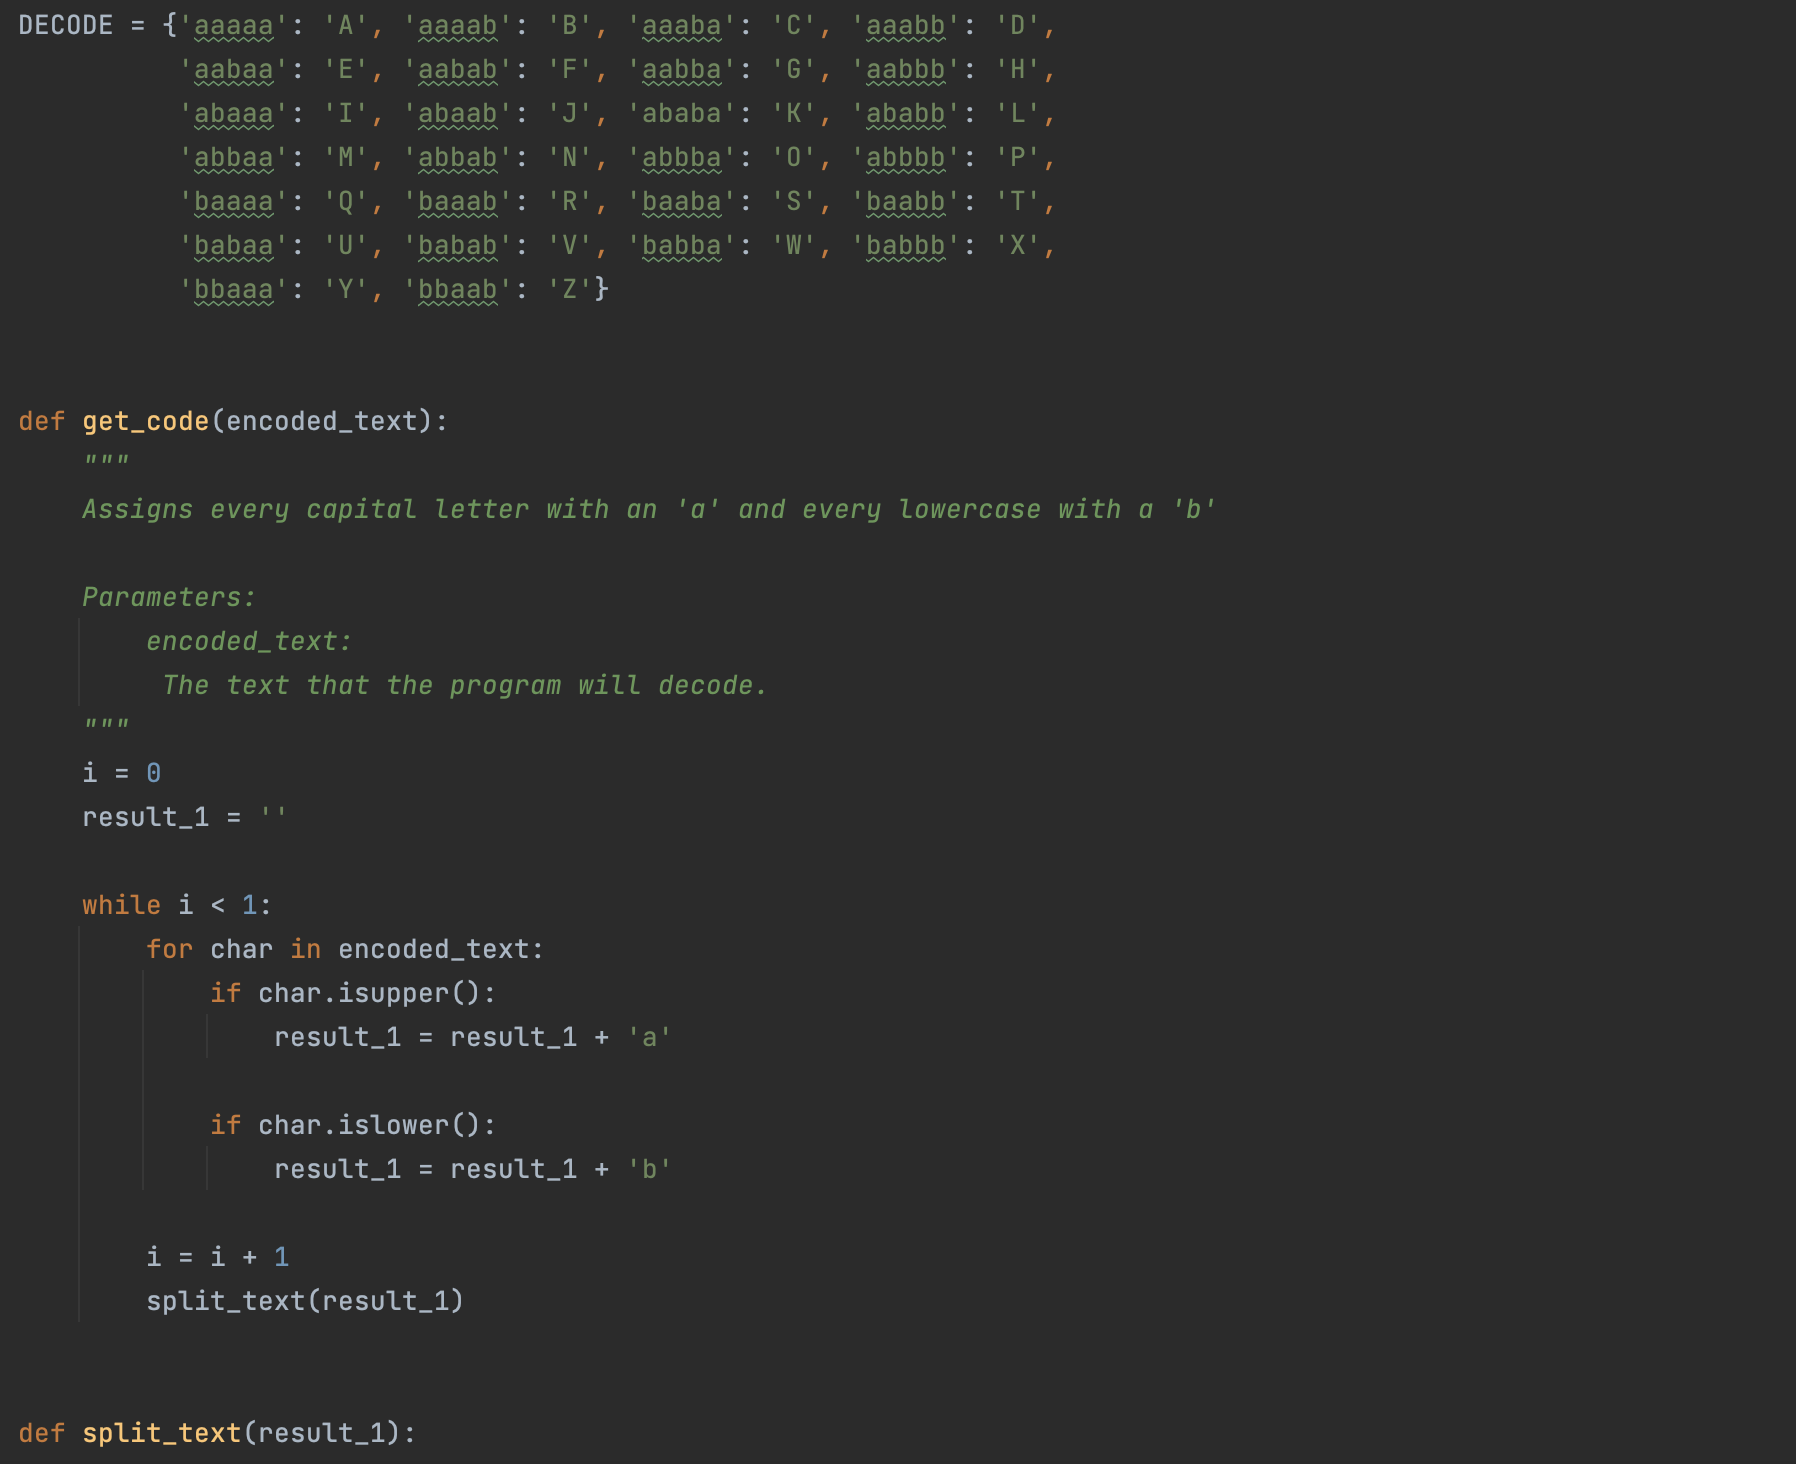 DECODE = {'aaaaa': 'A', 'aaaab': 'B', 'aaaba': 'C', 'aaabb': 'D',
          'aabaa': 'E', 'aabab': 'F', 'aabba': 'G', 'aabbb': 'H',
          'abaaa': 'I', 'abaab': 'J', 'ababa': 'K', 'ababb': 'L',
          'abbaa': 'M', 'abbab': 'N', 'abbba': 'O', 'abbbb': 'P',
          'baaaa': 'Q', 'baaab': 'R', 'baaba': 'S', 'baabb': 'T',
          'babaa': 'U', 'babab': 'V', 'babba': 'W', 'babbb': 'X',
          'bbaaa': 'Y', 'bbaab': 'Z'}
def get_code(encoded_text):
    """
    Assigns every capital letter with an 'a' and every lowercase with a 'b'
    Parameters:
        encoded_text:
         The text that the program will decode.
    """
    i = 0
    result_1 = ''
    while i < 1:
        for char in encoded_text:
            if char.isupper():
                result_1 = result_1 + 'a'
            if char.islower():
                result_1 = result_1 + 'b'
        i = i + 1
        split_text(result_1)
def split_text(result_1):